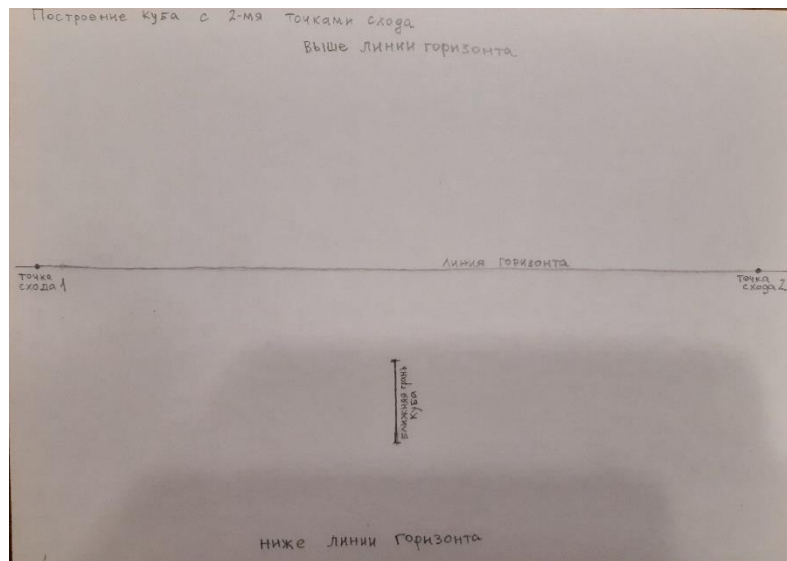 Построение куба с 2-мя точками схода
выше линии горизонта
линия горизонта
точка
схода 1
точка
схода 2
Ближняя грань
куба
ниже линии горизонта